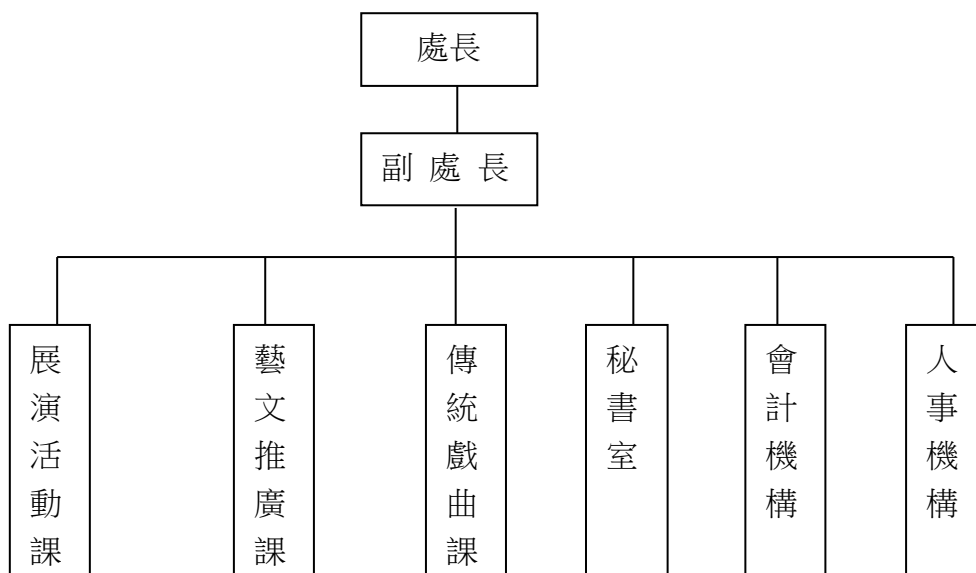 處長
副 處 長
展演活動課
藝文推廣課
傳統戲曲課
秘書室
會計機構
人事機構